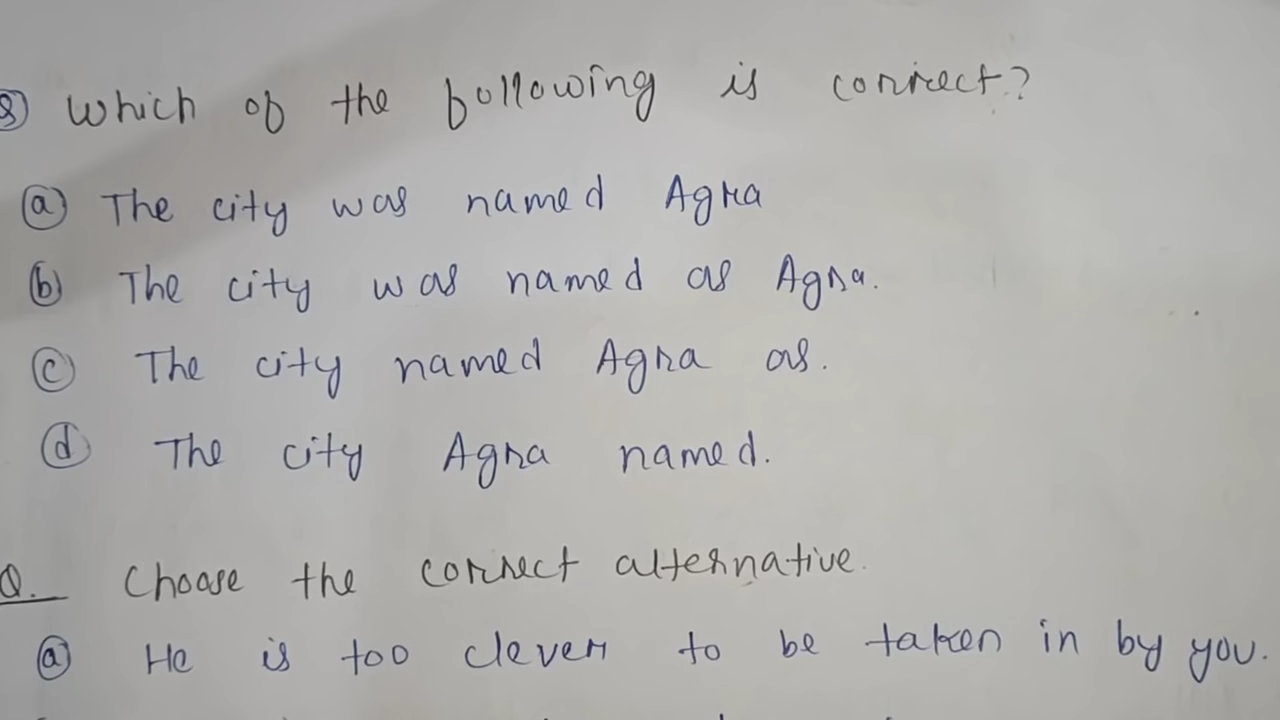 Which of the following is correct?
(a) The city was named Agra
(b) The city was named as Agra.
(c) The city named Agra as.
(d) The city Agra named.
Q. Choose the correct alternative.
(a) He is too clever to be taken in by you.